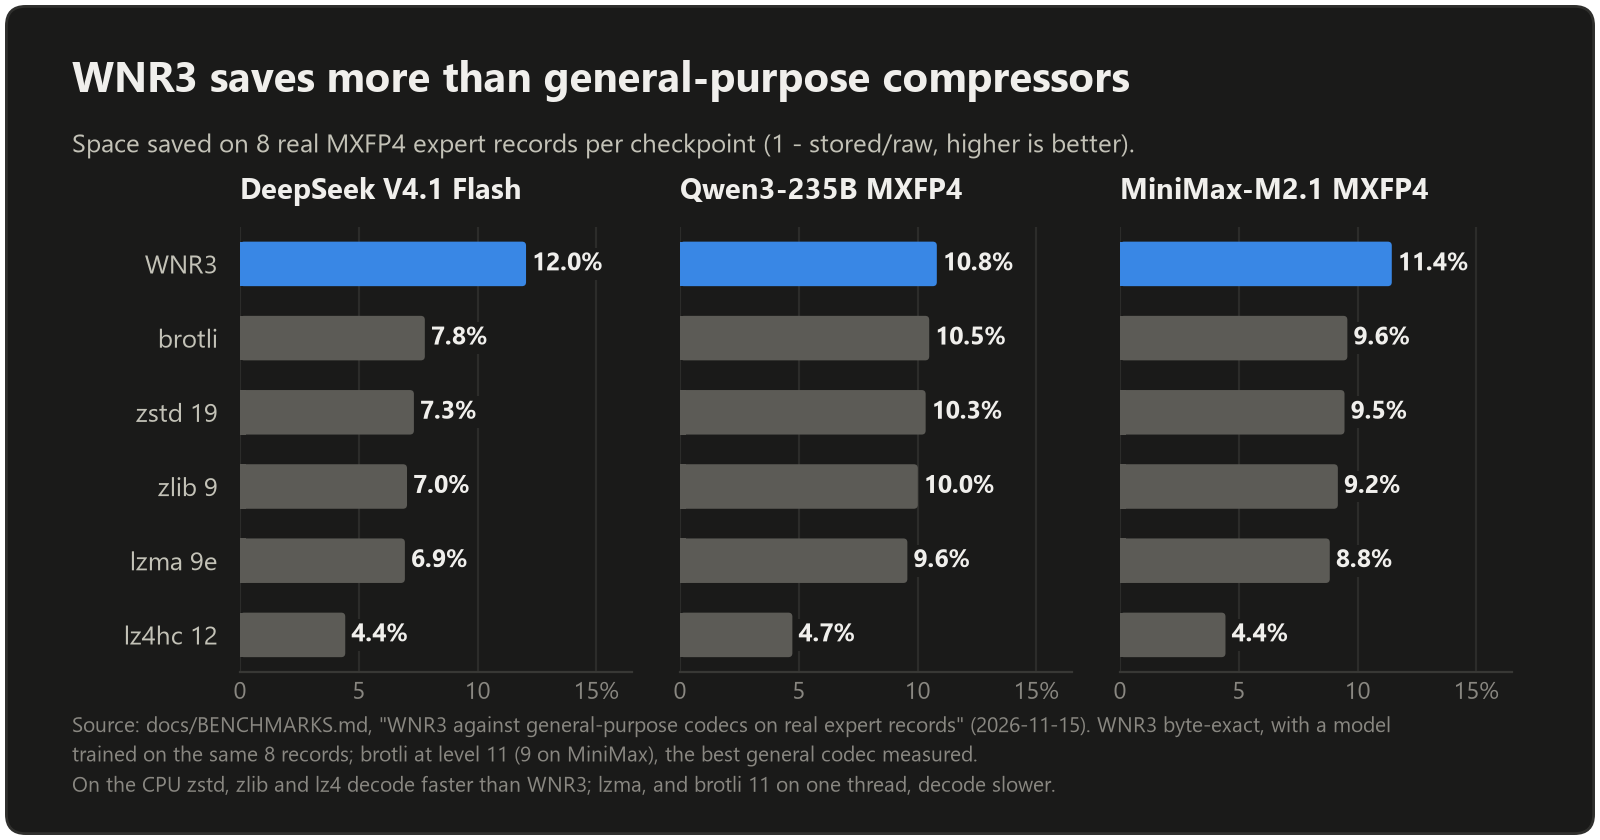 WNR3 saves more than general-purpose compressors
Space saved on 8 real MXFP4 expert records per checkpoint (1 - stored/raw, higher is better).
DeepSeek V4.1 Flash
Qwen3-235B MXFP4
MiniMax-M2.1 MXFP4
WNR3 12.0% 10.8% 11.4%
brotli 7.8% 10.5% 9.6%
zstd 19 7.3% 10.3% 9.5%
zlib 9 7.0% 10.0% 9.2%
lzma 9e 6.9% 9.6% 8.8%
lz4hc 12 4.4% 4.7% 4.4%
0 5 10 15% 0 5 10 15% 0 5 10 15%
Source: docs/BENCHMARKS.md, "WNR3 against general-purpose codecs on real expert records" (2026-11-15). WNR3 byte-exact, with a model
trained on the same 8 records; brotli at level 11 (9 on MiniMax), the best general codec measured.
On the CPU zstd, zlib and lz4 decode faster than WNR3; lzma, and brotli 11 on one thread, decode slower.